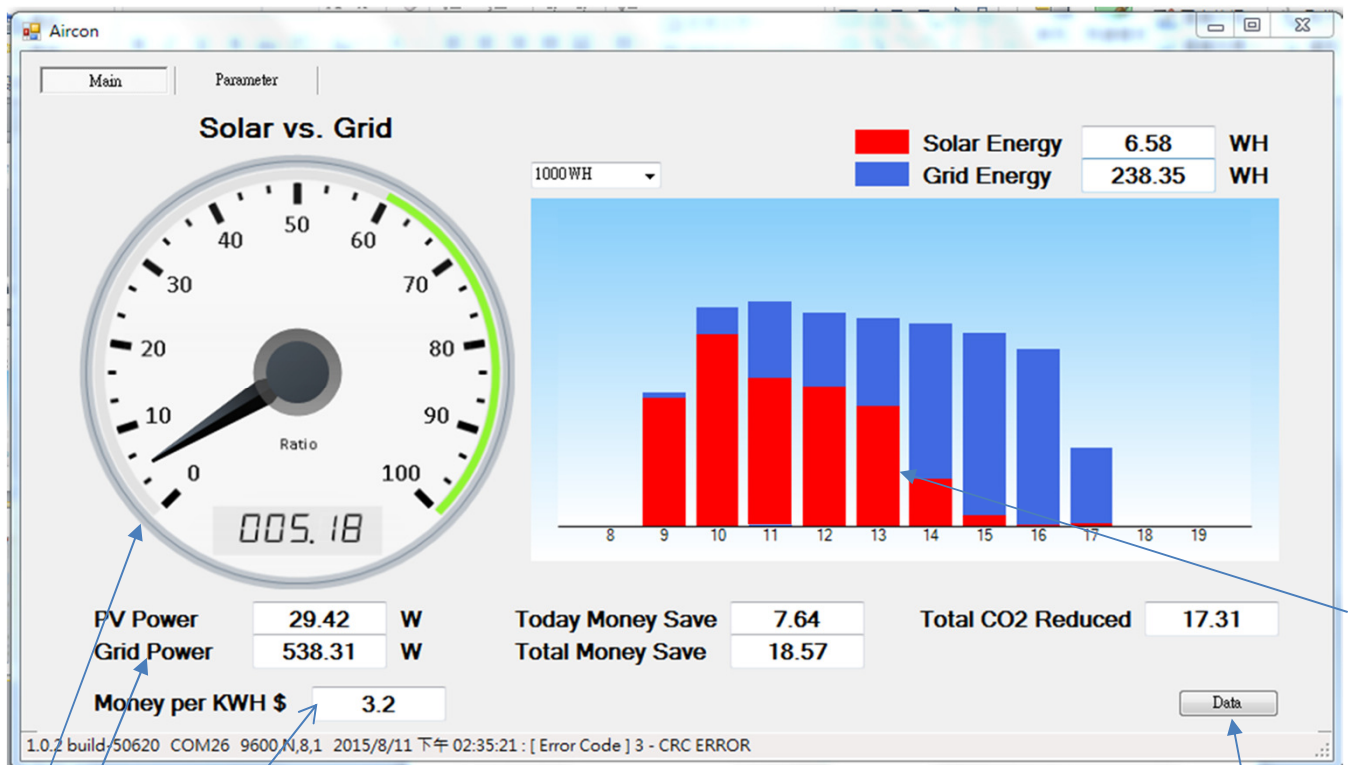 Aircon
Main Parameter
Solar vs. Grid
Solar Energy 6.58 WH
1000WH
Grid Energy 238.35 WH
0 10 20 30 40 50 60 70 80 90 100
Ratio
005.18
8 9 10 11 12 13 14 15 16 17 18 19
PV Power 29.42 W
Grid Power 538.31 W
Today Money Save 7.64
Total Money Save 18.57
Total CO2 Reduced 17.31
Money per KWH $ 3.2
Data
1.0.2 build-50620 COM26 9600,N,8,1 2015/8/11 下午 02:35:21 : [ Error Code ] 3 - CRC ERROR